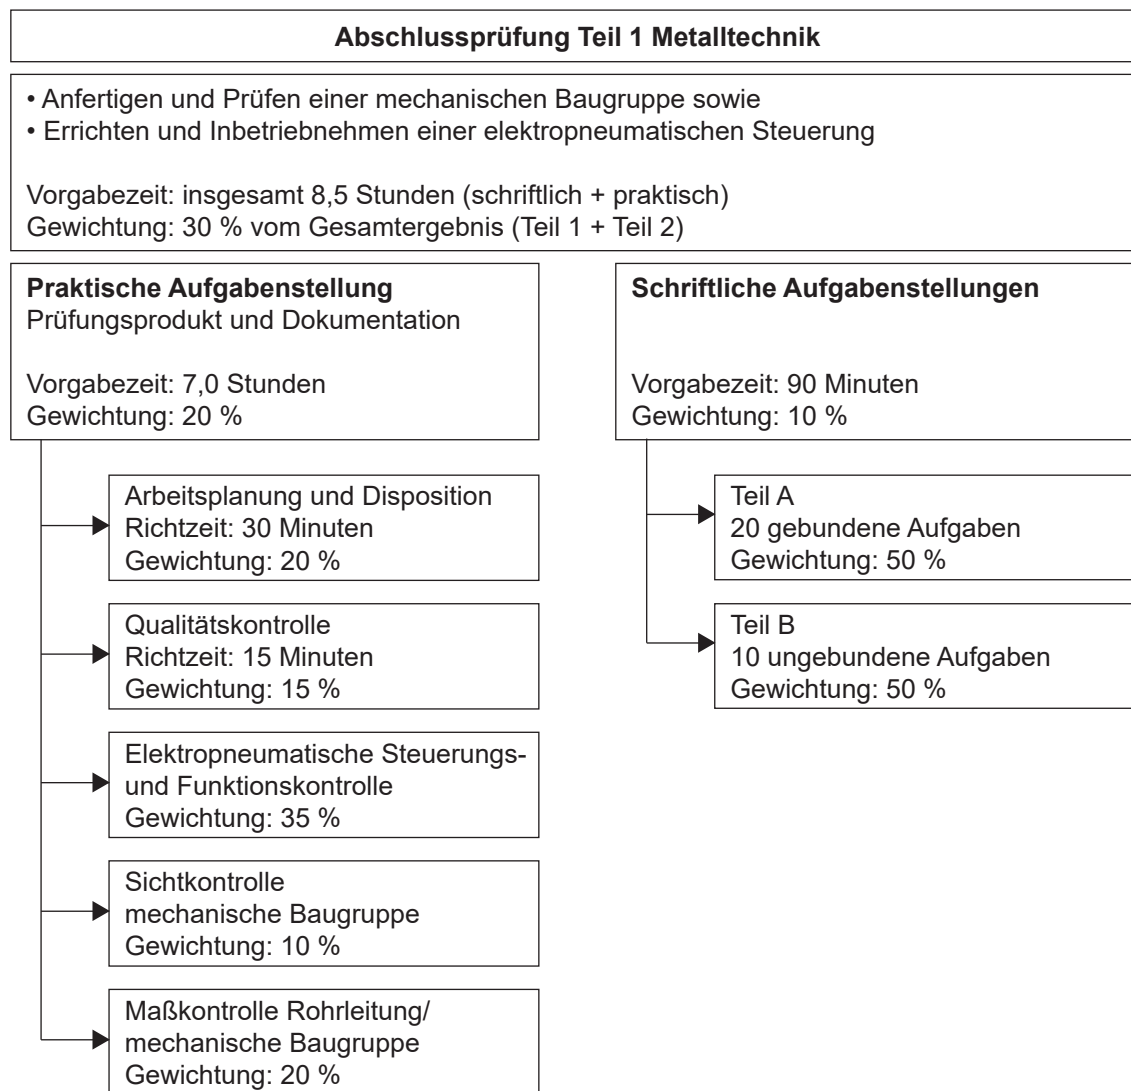 Abschlussprüfung Teil 1 Metalltechnik
• Anfertigen und Prüfen einer mechanischen Baugruppe sowie
• Errichten und Inbetriebnehmen einer elektropneumatischen Steuerung
Vorgabezeit: insgesamt 8,5 Stunden (schriftlich + praktisch)
Gewichtung: 30 % vom Gesamtergebnis (Teil 1 + Teil 2)
Praktische Aufgabenstellung
Prüfungsprodukt und Dokumentation
Vorgabezeit: 7,0 Stunden
Gewichtung: 20 %
Arbeitsplanung und Disposition
Richtzeit: 30 Minuten
Gewichtung: 20 %
Qualitätskontrolle
Richtzeit: 15 Minuten
Gewichtung: 15 %
Elektropneumatische Steuerungs-
und Funktionskontrolle
Gewichtung: 35 %
Sichtkontrolle
mechanische Baugruppe
Gewichtung: 10 %
Maßkontrolle Rohrleitung/
mechanische Baugruppe
Gewichtung: 20 %
Schriftliche Aufgabenstellungen
Vorgabezeit: 90 Minuten
Gewichtung: 10 %
Teil A
20 gebundene Aufgaben
Gewichtung: 50 %
Teil B
10 ungebundene Aufgaben
Gewichtung: 50 %